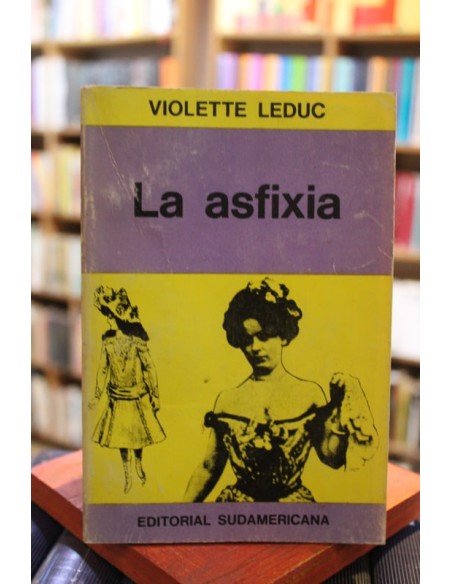 VIOLETTE LEDUC
La asfixia
EDITORIAL SUDAMERICANA